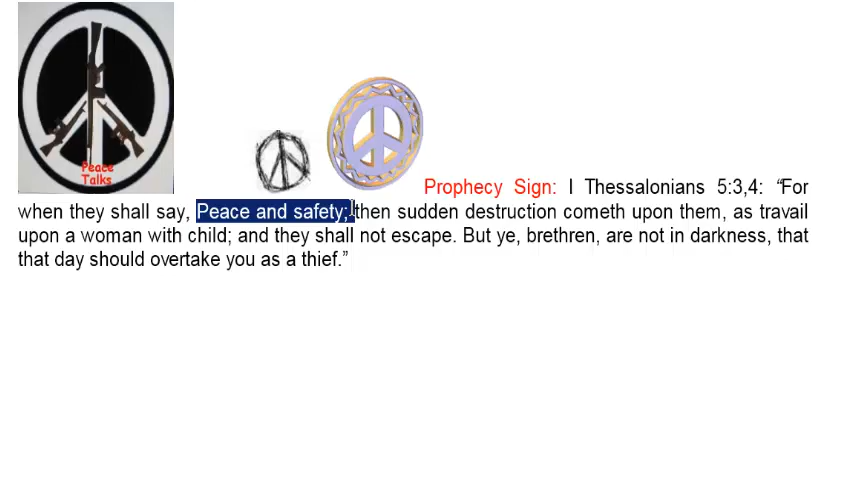 Peace
Talks
Prophecy Sign: I Thessalonians 5:3,4: “For
when they shall say, Peace and safety; then sudden destruction cometh upon them, as travail
upon a woman with child; and they shall not escape. But ye, brethren, are not in darkness, that
that day should overtake you as a thief.”